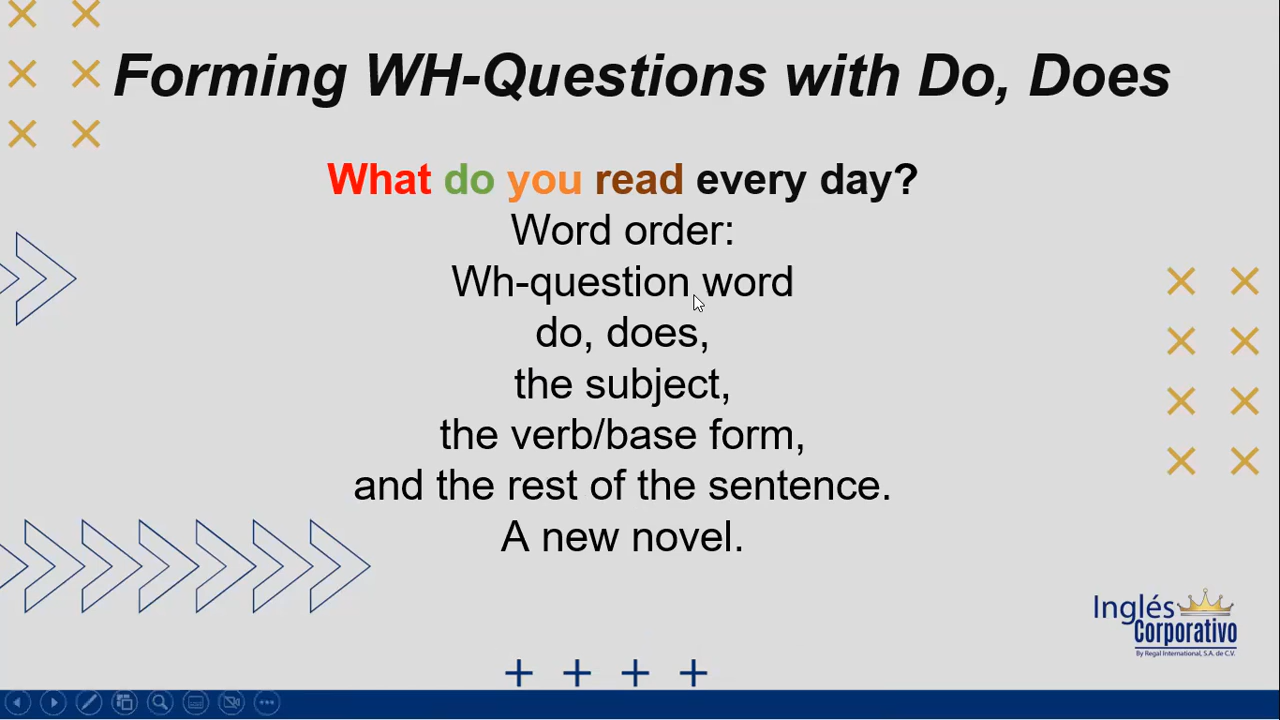 Forming WH-Questions with Do, Does
What do you read every day?
Word order:
Wh-question word
do, does,
the subject,
the verb/base form,
and the rest of the sentence.
A new novel.
Inglés
Corporativo
By Regal International, S.A. de C.V.